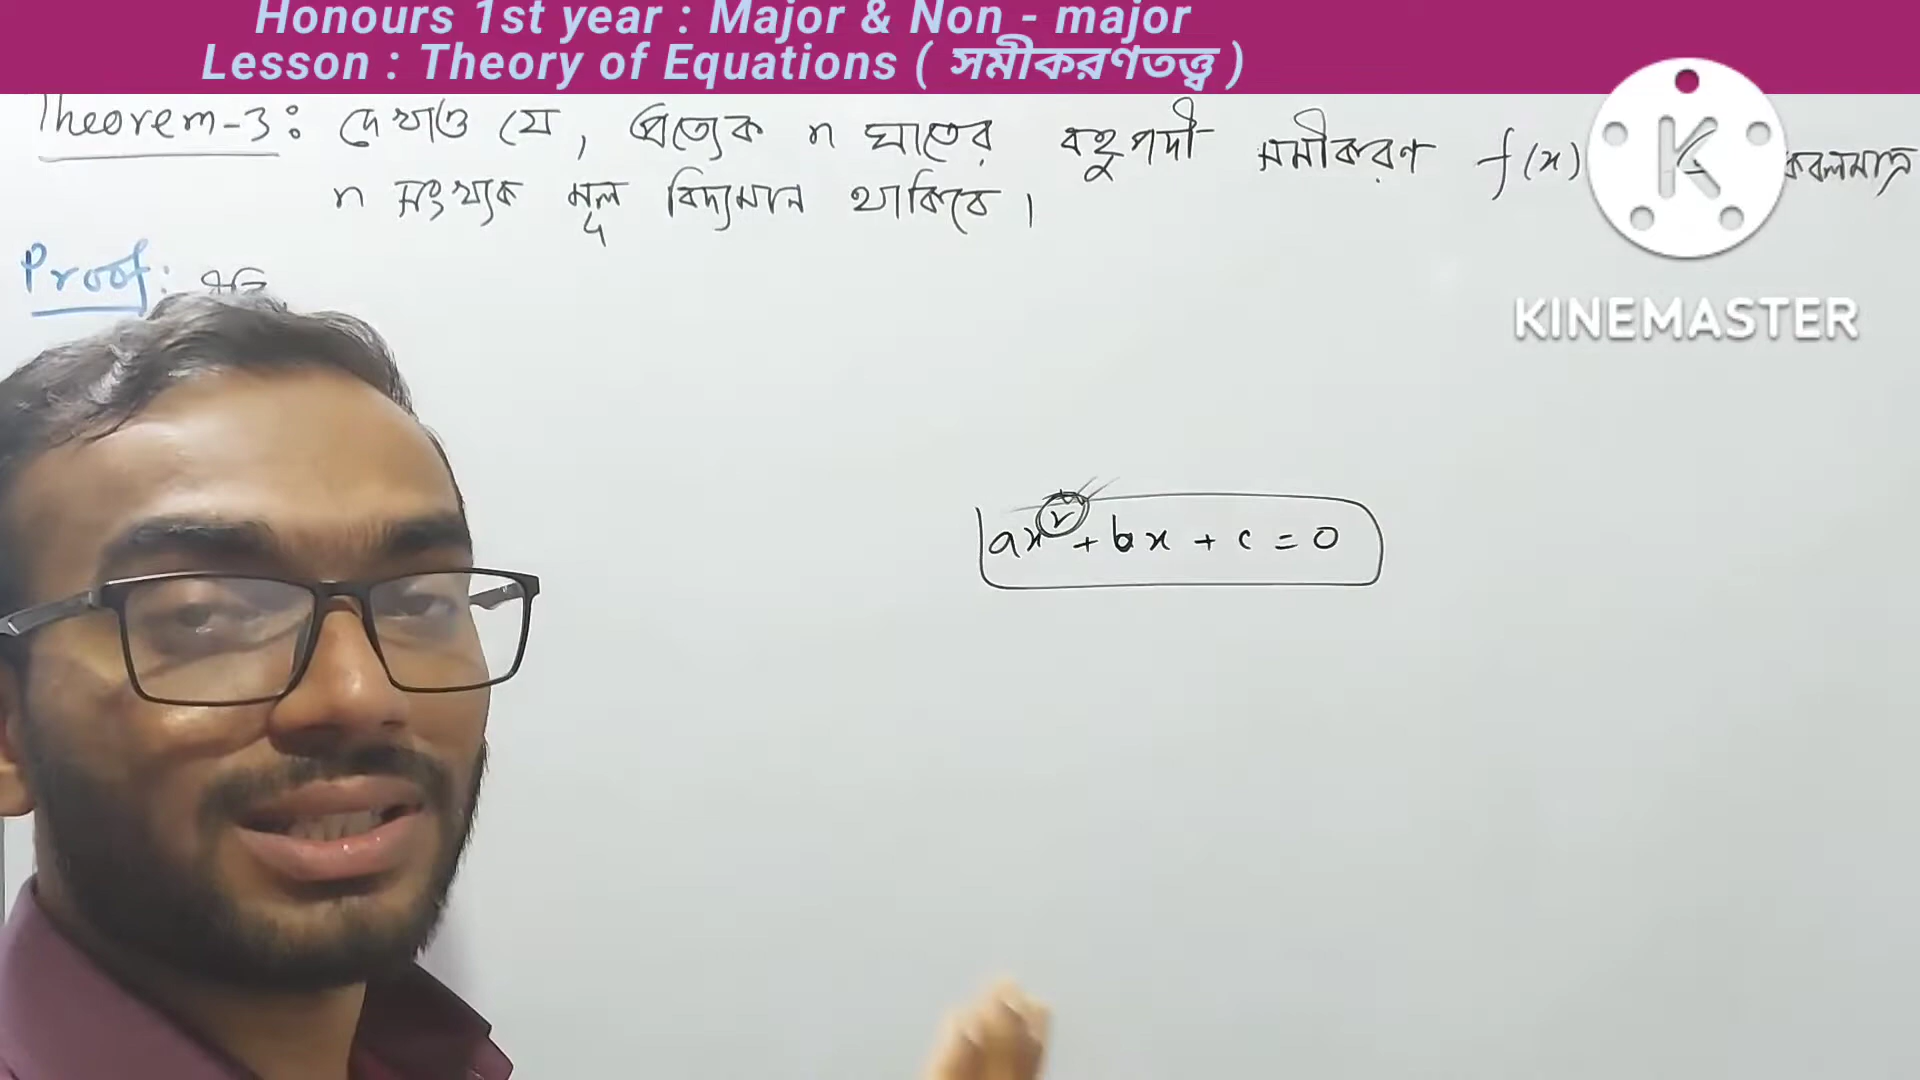 Honours 1st year : Major & Non - major
Lesson : Theory of Equations ( সমীকরণতত্ত্ব )
Theorem-3: দেখাও যে, প্রত্যেক n ঘাতের বহুপদী সমীকরণ f(x) কেবলমাত্র
n সংখ্যক মূল বিদ্যমান থাকিবে।
Proof:
KINEMASTER
ax² + bx + c = 0